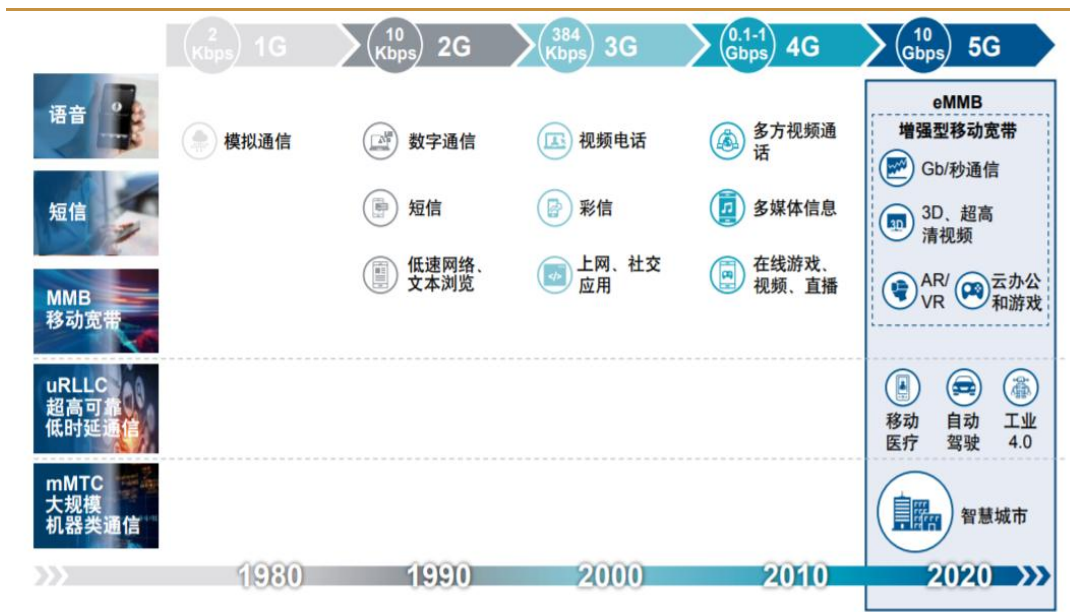 2
Kbps
1G
10
Kbps
2G
384
Kbps
3G
0.1-1
Gbps
4G
10
Gbps
5G
语音
模拟通信
数字通信
视频电话
多方视频通
话
eMMB
增强型移动宽带
Gb/秒通信
短信
短信
彩信
多媒体信息
3D
3D、超高
清视频
MMB
移动宽带
低速网络、
文本浏览
上网、社交
应用
在线游戏、
视频、直播
AR/
VR
云办公
和游戏
uRLLC
超高可靠
低时延通信
移动
医疗
自动
驾驶
工业
4.0
mMTC
大规模
机器类通信
智慧城市
1980
1990
2000
2010
2020